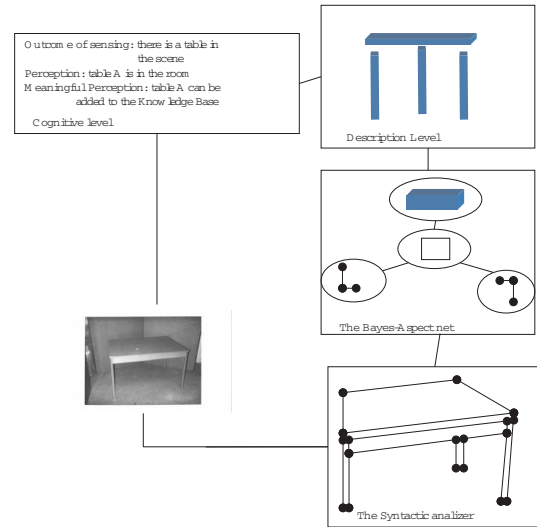 Outcome of sensing: there is a table in
the scene
Perception: table A is in the room
Meaningful Perception: table A can be
added to the Knowledge Base
Cognitive level
Description Level
The Bayes-Aspect net
The Syntactic analizer